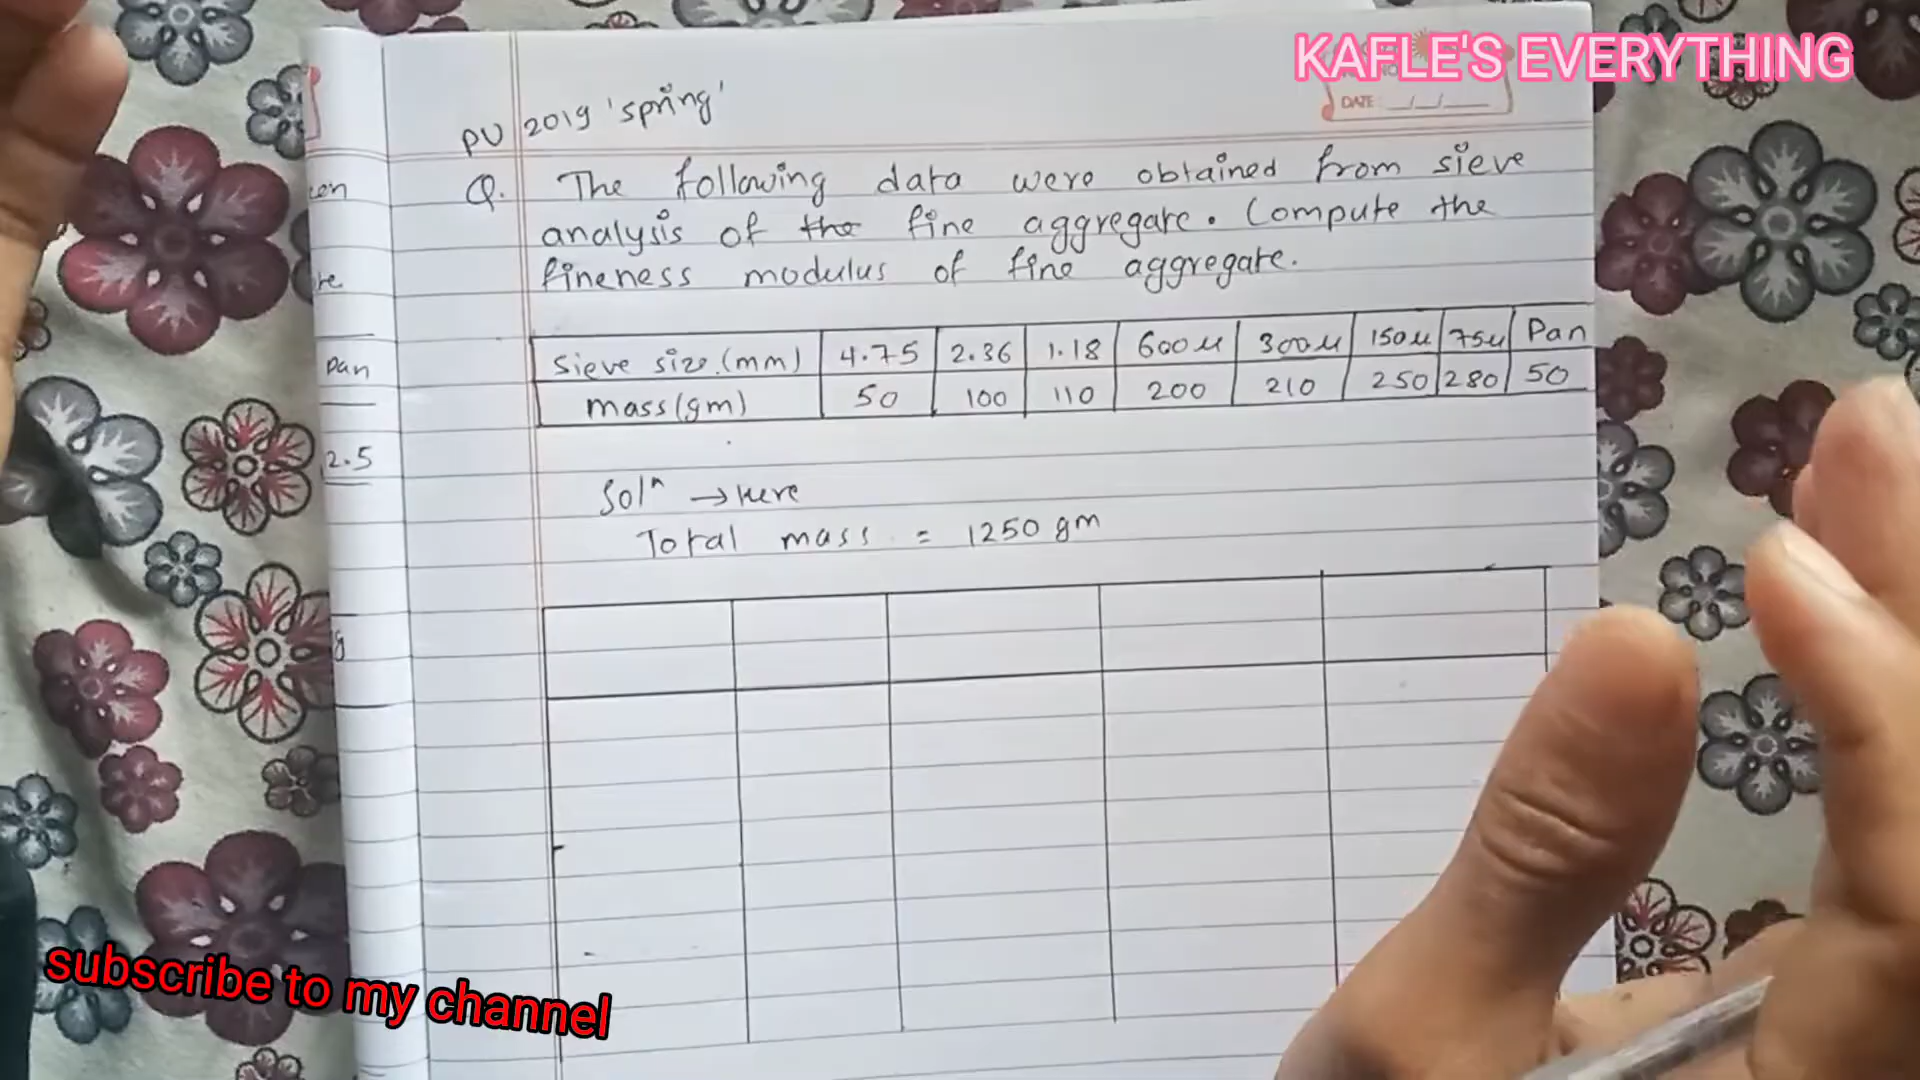 KAFLE'S EVERYTHING
DATE: __/__/____
PU 2019 'spring'
Q. The following data were obtained from sieve
analysis of the fine aggregate. Compute the
fineness modulus of fine aggregate.
Sieve size.(mm) 4.75 2.36 1.18 600μ 300μ 150μ 75μ Pan
mass(gm) 50 100 110 200 210 250 280 50
Solⁿ → Here
Total mass = 1250 gm
pan
2.5
subscribe to my channel